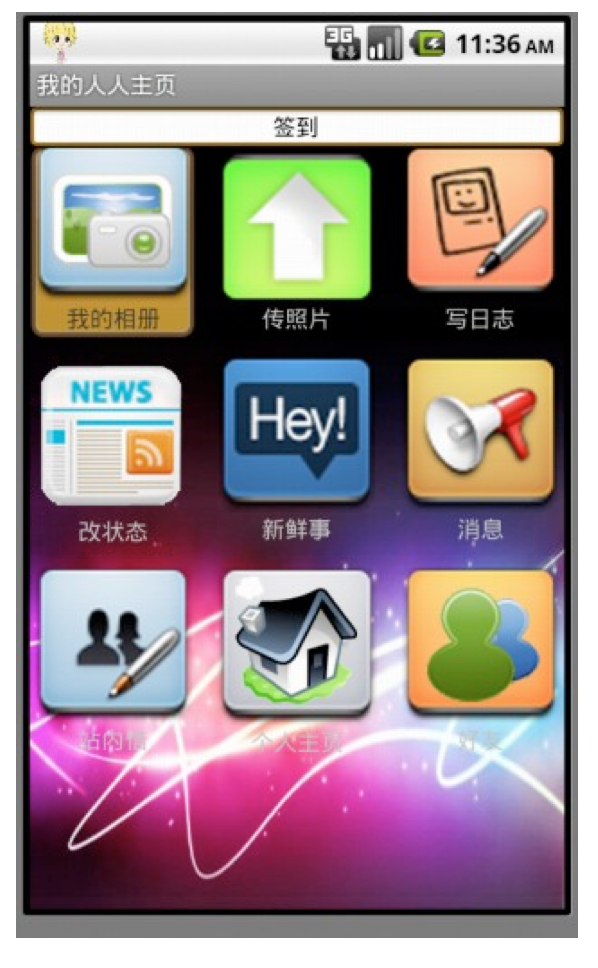 3G 11:36 AM
我的人人主页
签到
我的相册 传照片 写日志
NEWS Hey!
改状态 新鲜事 消息
站内信 个人主页 好友